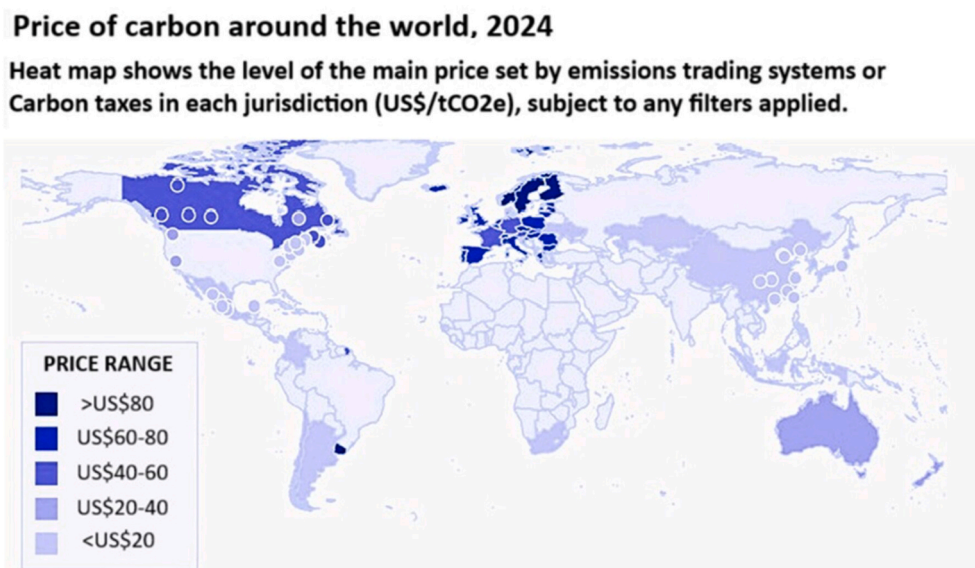 Price of carbon around the world, 2024
Heat map shows the level of the main price set by emissions trading systems or
Carbon taxes in each jurisdiction (US$/tCO2e), subject to any filters applied.
PRICE RANGE
>US$80
US$60-80
US$40-60
US$20-40
<US$20